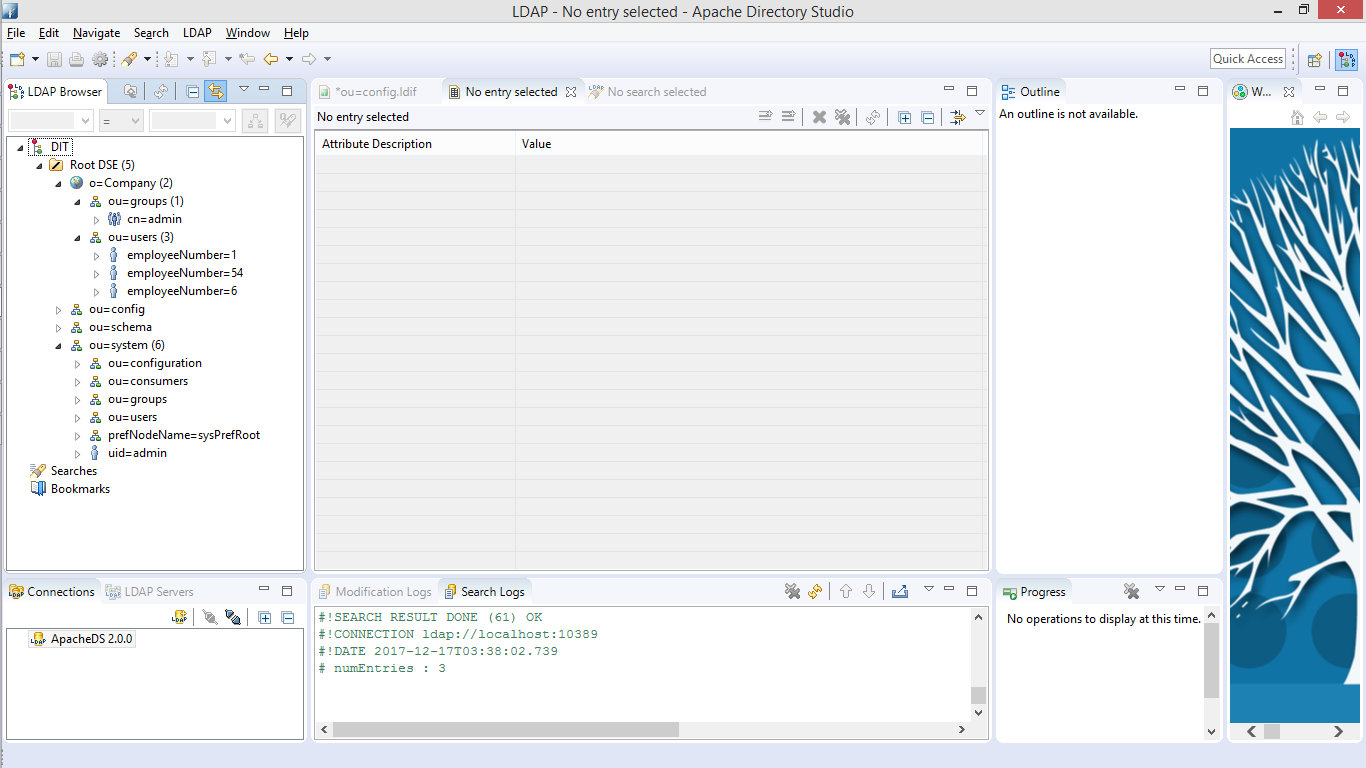 LDAP - No entry selected - Apache Directory Studio
File Edit Navigate Search LDAP Window Help
Quick Access
LDAP Browser
=
DIT
Root DSE (5)
o=Company (2)
ou=groups (1)
cn=admin
ou=users (3)
employeeNumber=1
employeeNumber=54
employeeNumber=6
ou=config
ou=schema
ou=system (6)
ou=configuration
ou=consumers
ou=groups
ou=users
prefNodeName=sysPrefRoot
uid=admin
Searches
Bookmarks
*ou=config.ldif No entry selected No search selected
No entry selected
Attribute Description Value
Outline
An outline is not available.
W...
Connections LDAP Servers
ApacheDS 2.0.0
Modification Logs Search Logs
#!SEARCH RESULT DONE (61) OK
#!CONNECTION ldap://localhost:10389
#!DATE 2017-12-17T03:38:02.739
# numEntries : 3
Progress
No operations to display at this time.